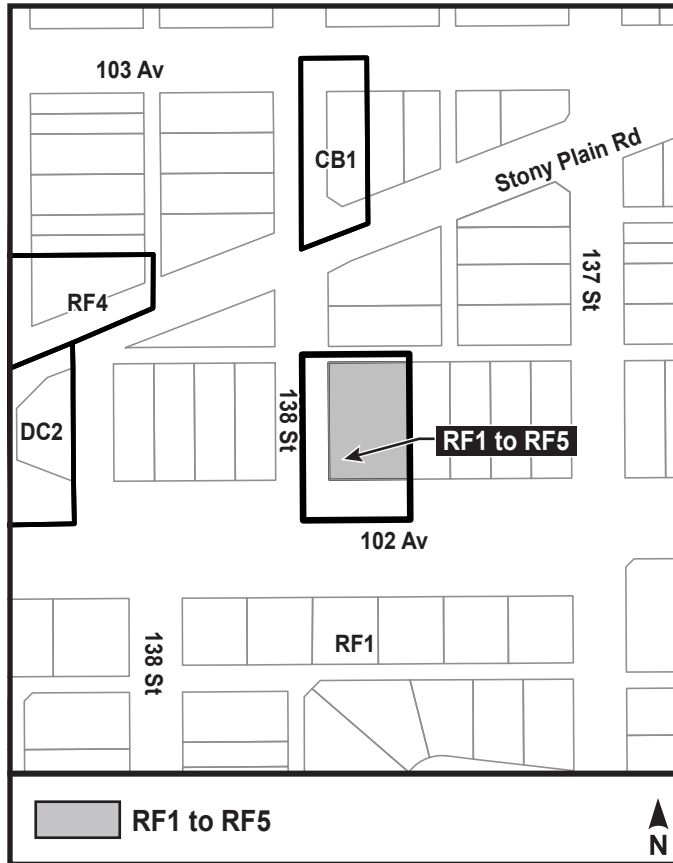 103 Av
CB1
Stony Plain Rd
137 St
RF4
138 St
DC2
RF1 to RF5
102 Av
138 St
RF1
RF1 to RF5
N